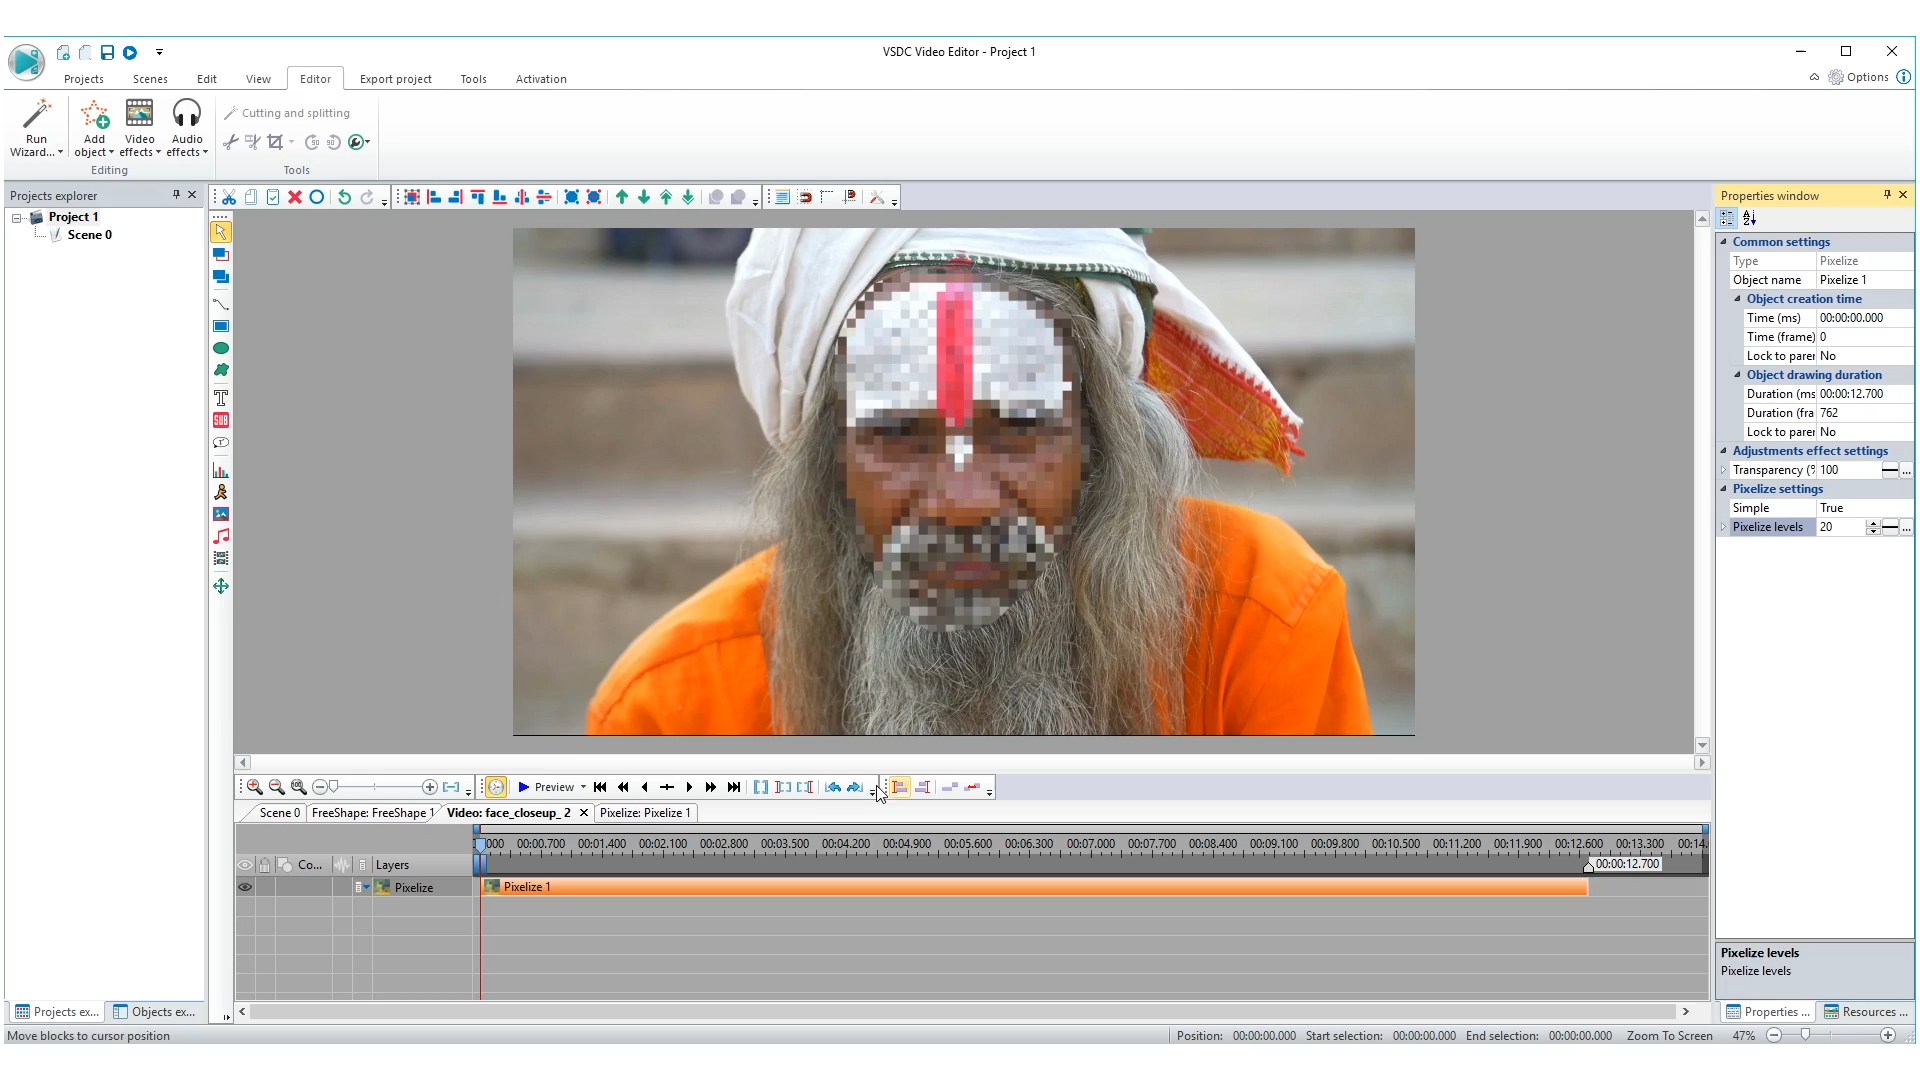 VSDC Video Editor - Project 1
Projects Scenes Edit View Editor Export project Tools Activation
Options
Run Wizard...
Add object
Video effects
Audio effects
Cutting and splitting
Editing
Tools
Projects explorer
Project 1
Scene 0
SUB
Properties window
Common settings
Type Pixelize
Object name Pixelize 1
Object creation time
Time (ms) 00:00:00.000
Time (frame) 0
Lock to parer No
Object drawing duration
Duration (ms 00:00:12.700
Duration (fra 762
Lock to parer No
Adjustments effect settings
Transparency (% 100
Pixelize settings
Simple True
Pixelize levels 20
Preview
Scene 0 FreeShape: FreeShape 1 Video: face_closeup_ 2 Pixelize: Pixelize 1
000 00:00.700 00:01.400 00:02.100 00:02.800 00:03.500 00:04.200 00:04.900 00:05.600 00:06.300 00:07.000 00:07.700 00:08.400 00:09.100 00:09.800 00:10.500 00:11.200 00:11.900 00:12.600 00:13.300 00:14.
Co... Layers
00:00:12.700
Pixelize
Pixelize 1
Pixelize levels
Pixelize levels
Projects ex... Objects ex...
Properties ... Resources ...
Move blocks to cursor position
Position: 00:00:00.000 Start selection: 00:00:00.000 End selection: 00:00:00.000 Zoom To Screen 47%